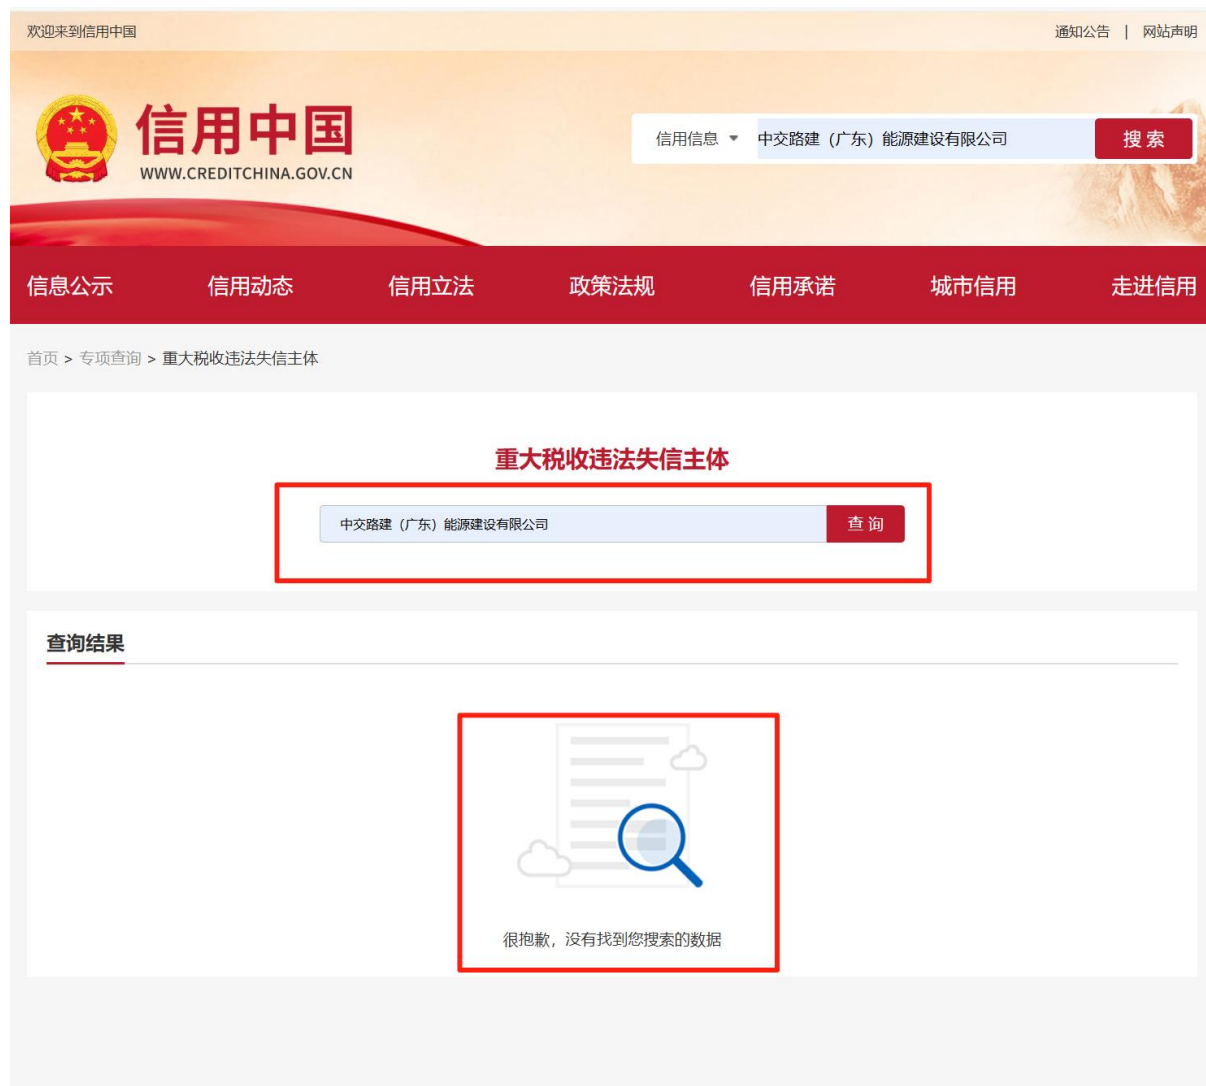 欢迎来到信用中国
通知公告 | 网站声明
信用中国
WWW.CREDITCHINA.GOV.CN
信用信息 中交路建（广东）能源建设有限公司 搜索
信息公示 信用动态 信用立法 政策法规 信用承诺 城市信用 走进信用
首页 > 专项查询 > 重大税收违法失信主体
重大税收违法失信主体
中交路建（广东）能源建设有限公司 查询
查询结果
很抱歉，没有找到您搜索的数据